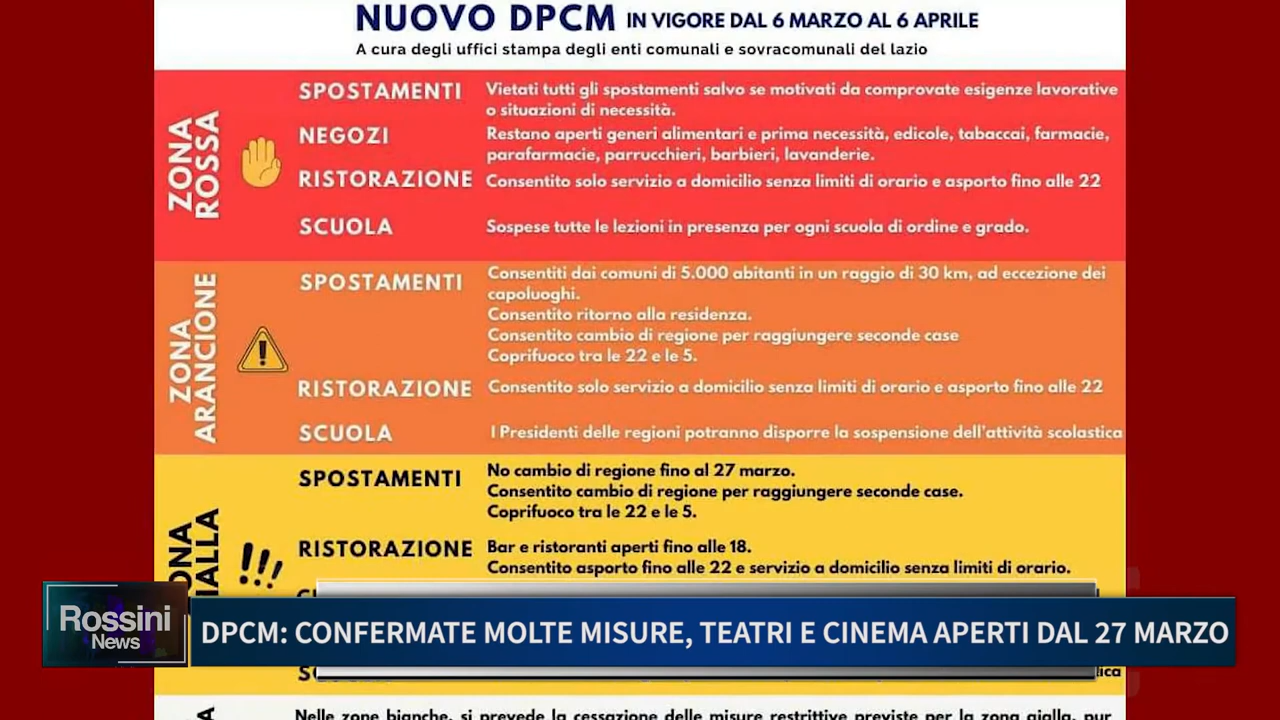 NUOVO DPCM IN VIGORE DAL 6 MARZO AL 6 APRILE
A cura degli uffici stampa degli enti comunali e sovracomunali del lazio
ZONA
ROSSA
SPOSTAMENTI
Vietati tutti gli spostamenti salvo se motivati da comprovate esigenze lavorative
o situazioni di necessità.
NEGOZI
Restano aperti generi alimentari e prima necessità, edicole, tabaccai, farmacie,
parafarmacie, parrucchieri, barbieri, lavanderie.
RISTORAZIONE
Consentito solo servizio a domicilio senza limiti di orario e asporto fino alle 22
SCUOLA
Sospese tutte le lezioni in presenza per ogni scuola di ordine e grado.
ZONA
ARANCIONE
SPOSTAMENTI
Consentiti dai comuni di 5.000 abitanti in un raggio di 30 km, ad eccezione dei
capoluoghi.
Consentito ritorno alla residenza.
Consentito cambio di regione per raggiungere seconde case
Coprifuoco tra le 22 e le 5.
RISTORAZIONE
Consentito solo servizio a domicilio senza limiti di orario e asporto fino alle 22
SCUOLA
I Presidenti delle regioni potranno disporre la sospensione dell'attività scolastica
SPOSTAMENTI
No cambio di regione fino al 27 marzo.
Consentito cambio di regione per raggiungere seconde case.
Coprifuoco tra le 22 e le 5.
!!!
RISTORAZIONE
Bar e ristoranti aperti fino alle 18.
Consentito asporto fino alle 22 e servizio a domicilio senza limiti di orario.
Rossini
News
DPCM: CONFERMATE MOLTE MISURE, TEATRI E CINEMA APERTI DAL 27 MARZO
Nelle zone bianche, si prevede la cessazione delle misure restrittive previste per la zona gialla, pur